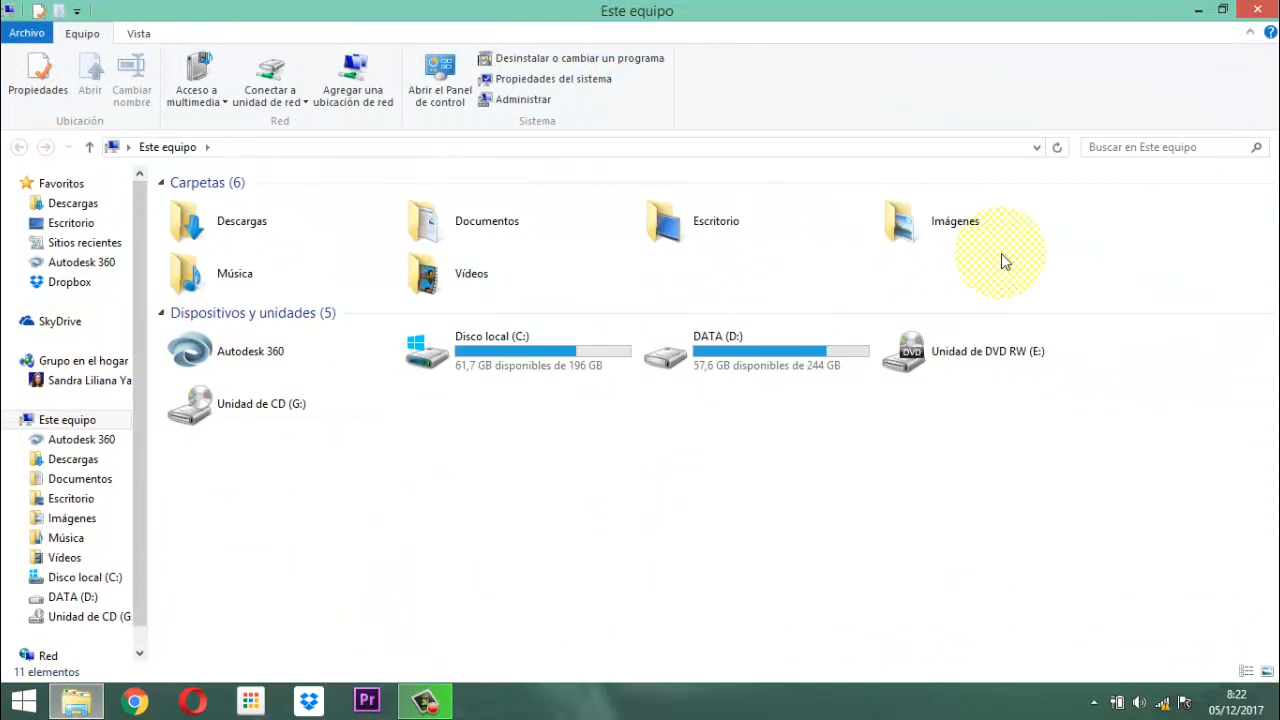 Este equipo
Archivo
Equipo
Vista
Propiedades
Abrir
Cambiar nombre
Ubicación
Acceso a multimedia
Conectar a unidad de red
Agregar una ubicación de red
Red
Abrir el Panel de control
Desinstalar o cambiar un programa
Propiedades del sistema
Administrar
Sistema
Este equipo
Buscar en Este equipo
Favoritos
Descargas
Escritorio
Sitios recientes
Autodesk 360
Dropbox
SkyDrive
Grupo en el hogar
Sandra Liliana Ya
Este equipo
Autodesk 360
Descargas
Documentos
Escritorio
Imágenes
Música
Vídeos
Disco local (C:)
DATA (D:)
Unidad de CD (G
Red
Carpetas (6)
Descargas
Documentos
Escritorio
Imágenes
Música
Vídeos
Dispositivos y unidades (5)
Autodesk 360
Disco local (C:)
61,7 GB disponibles de 196 GB
DATA (D:)
57,6 GB disponibles de 244 GB
DVD
Unidad de DVD RW (E:)
Unidad de CD (G:)
11 elementos
Pr
8:22
05/12/2017